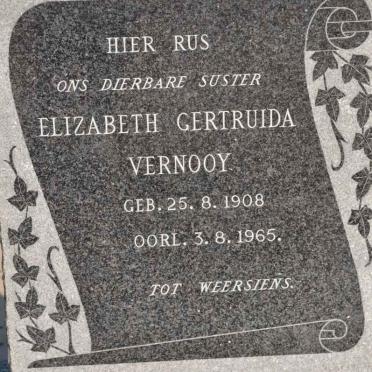 HIER RUS
ONS DIERBARE SUSTER
ELIZABETH GERTRUIDA
VERNOOY
GEB. 25. 8. 1908
OORL. 3. 8. 1965.
TOT WEERSIENS.